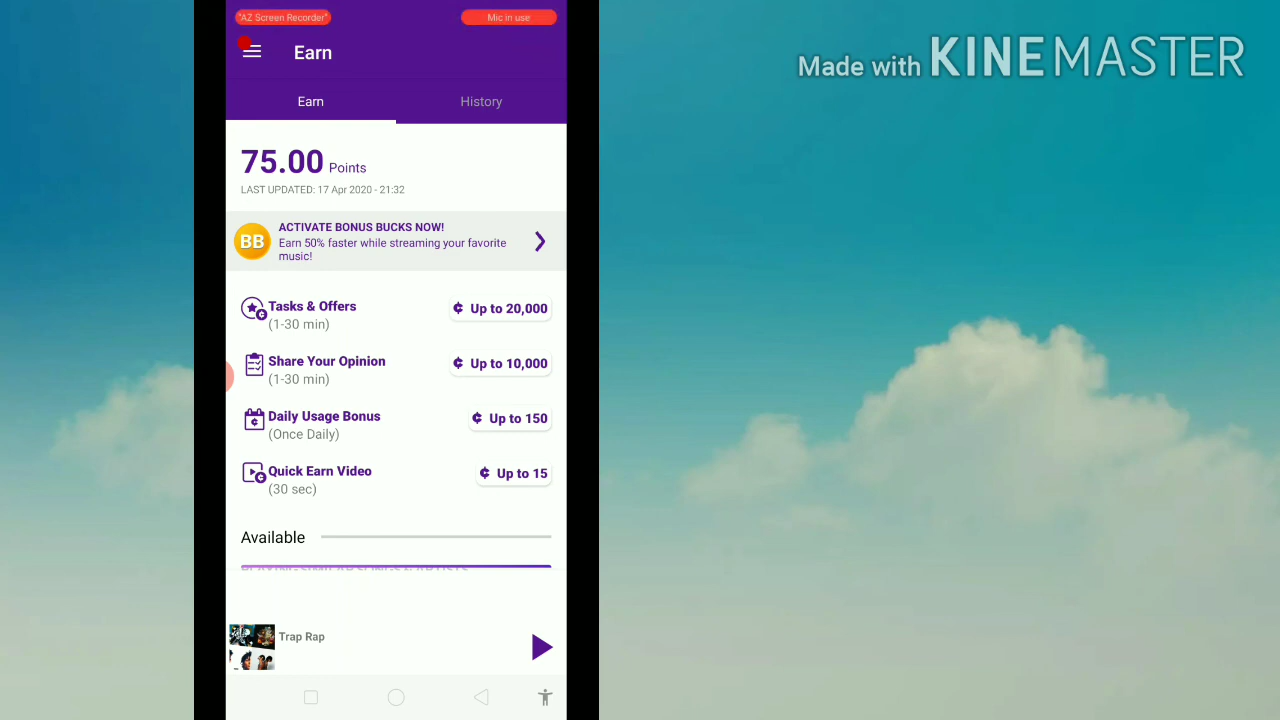 "AZ Screen Recorder"
Mic in use
Made with KINEMASTER
Earn
Earn
History
75.00 Points
LAST UPDATED: 17 Apr 2020 - 21:32
BB
ACTIVATE BONUS BUCKS NOW!
Earn 50% faster while streaming your favorite
music!
Tasks & Offers
Up to 20,000
(1-30 min)
Share Your Opinion
Up to 10,000
(1-30 min)
Daily Usage Bonus
Up to 150
(Once Daily)
Quick Earn Video
Up to 15
(30 sec)
Available
Trap Rap